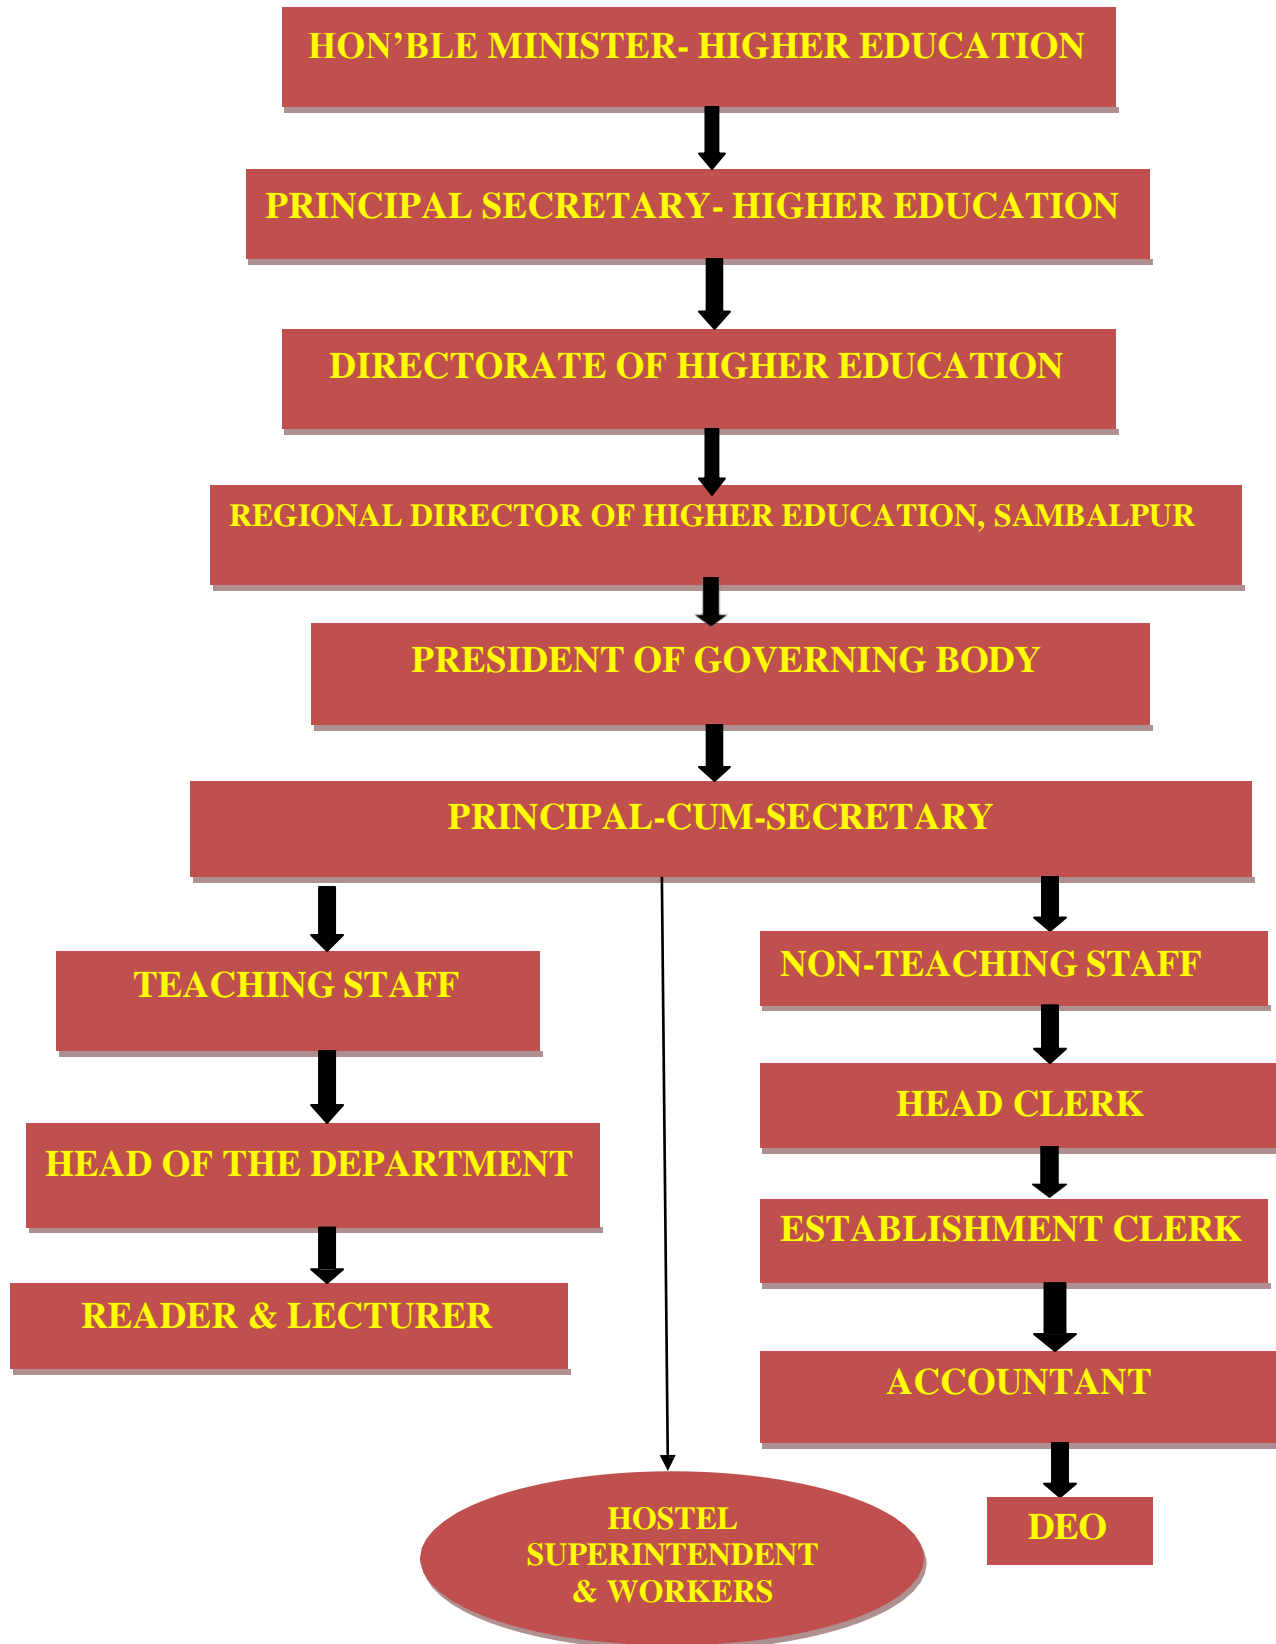 HON’BLE MINISTER- HIGHER EDUCATION
PRINCIPAL SECRETARY- HIGHER EDUCATION
DIRECTORATE OF HIGHER EDUCATION
REGIONAL DIRECTOR OF HIGHER EDUCATION, SAMBALPUR
PRESIDENT OF GOVERNING BODY
PRINCIPAL-CUM-SECRETARY
TEACHING STAFF
HEAD OF THE DEPARTMENT
READER & LECTURER
HOSTEL
SUPERINTENDENT
& WORKERS
NON-TEACHING STAFF
HEAD CLERK
ESTABLISHMENT CLERK
ACCOUNTANT
DEO